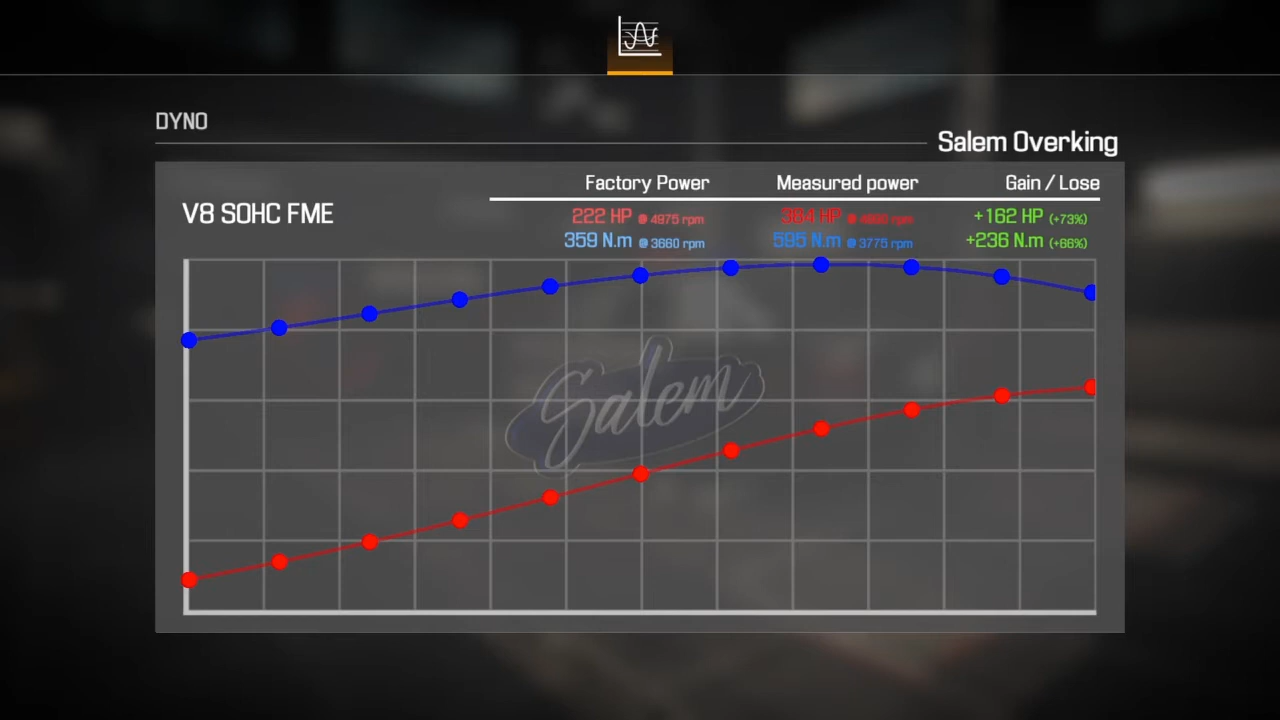 DYNO
Salem Overking
Factory Power Measured power Gain / Lose
V8 SOHC FME
222 HP @ 4975 rpm 384 HP rpm +162 HP (+73%)
359 N.m @ 3660 rpm 595 N.m @ 3775 rpm +236 N.m (+66%)
Salem